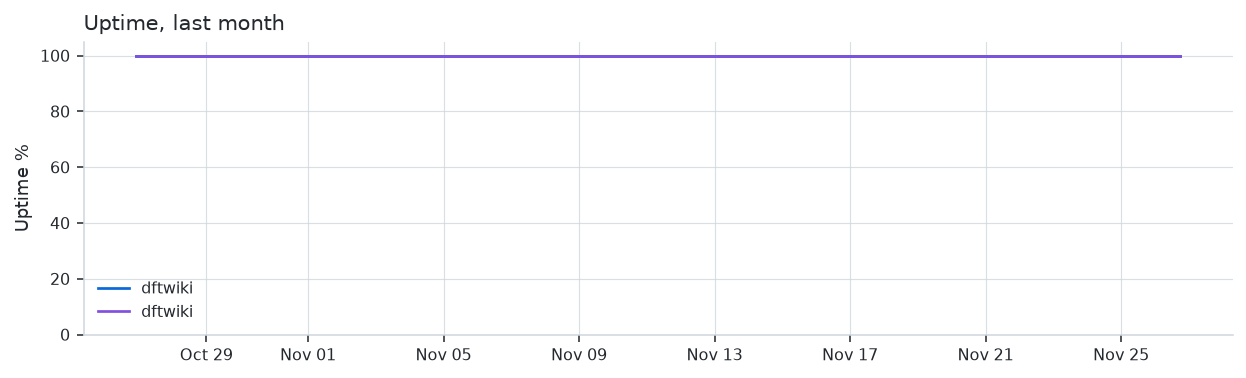 Uptime, last month
Uptime %
100
80
60
40
20
0
dftwiki
dftwiki
Oct 29 Nov 01 Nov 05 Nov 09 Nov 13 Nov 17 Nov 21 Nov 25